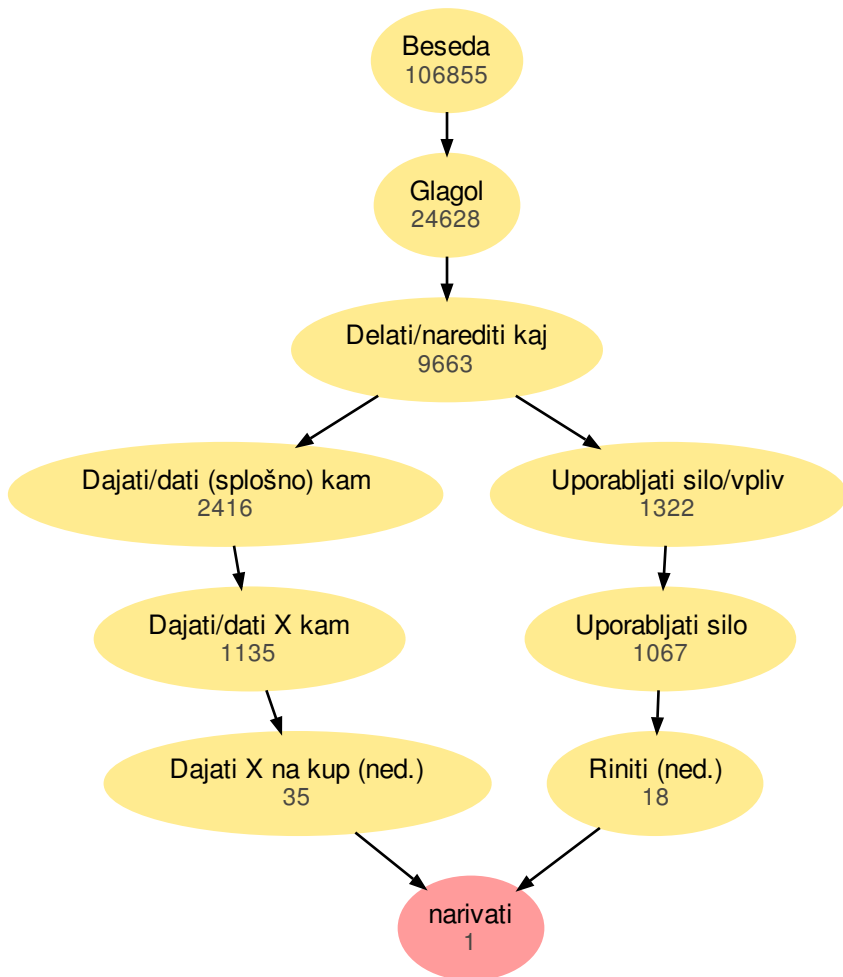 Beseda
106855
Glagol
24628
Delati/narediti kaj
9663
Dajati/dati (splošno) kam
2416
Uporabljati silo/vpliv
1322
Dajati/dati X kam
1135
Uporabljati silo
1067
Dajati X na kup (ned.)
35
Riniti (ned.)
18
narivati
1